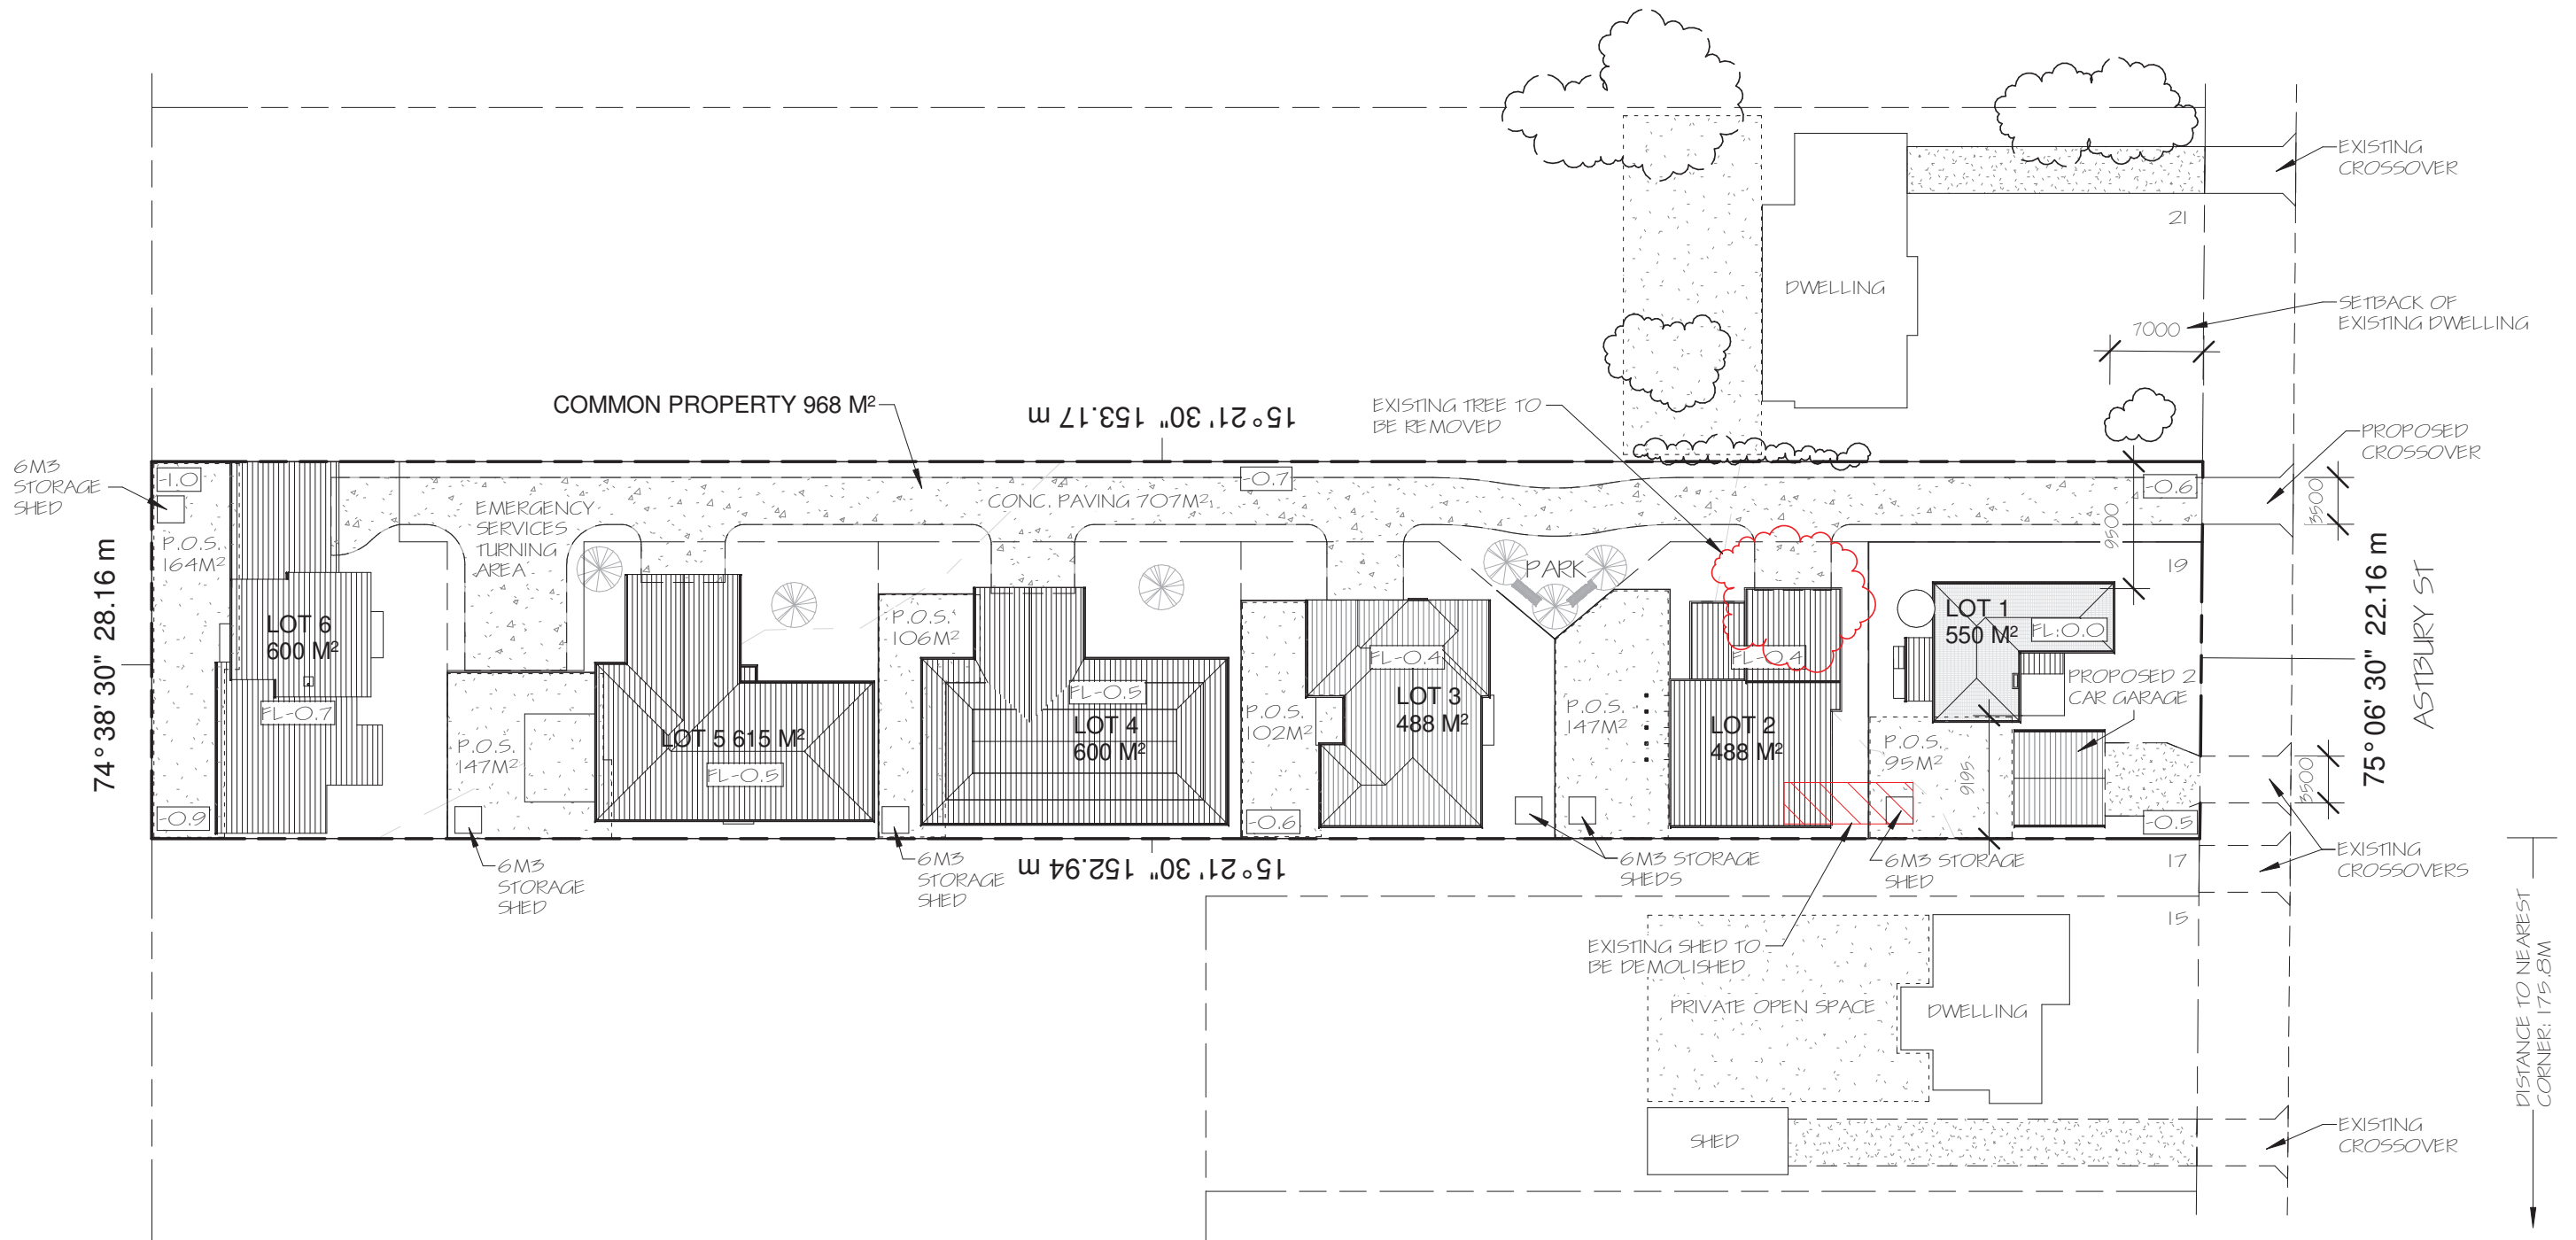 EXISTING
CROSSOVER
21
DWELLING
SETBACK OF
EXISTING DWELLING
7000
COMMON PROPERTY 968 M²
15°21'30" 153.17 m
EXISTING TREE TO
BE REMOVED
PROPOSED
CROSSOVER
6M3
STORAGE
SHED
-1.0
-0.7
-0.6
CONC. PAVING 707M²
3500
9500
EMERGENCY
SERVICES
TURNING
AREA
P.O.S.
164M²
PARK
19
74°38' 30" 28.16 m
75°06' 30" 22.16 m
ASTBURY ST
LOT 6
600 M²
FL-0.7
P.O.S.
106M²
LOT 1
550 M²
FL:0.0
FL-0.4
FL-0.4
PROPOSED 2
CAR GARAGE
FL-0.5
LOT 3
488 M²
P.O.S.
102M²
P.O.S.
147M²
LOT 4
600 M²
LOT 2
488 M²
LOT 5 615 M²
P.O.S.
147M²
FL-0.5
P.O.S.
95M²
9195
3500
-0.9
-0.6
-0.5
15°21'30" 152.94 m
6M3
STORAGE
SHED
6M3
STORAGE
SHED
6M3 STORAGE
SHEDS
6M3 STORAGE
SHED
17
EXISTING
CROSSOVERS
15
EXISTING SHED TO
BE DEMOLISHED
PRIVATE OPEN SPACE
DWELLING
DISTANCE TO NEAREST
CORNER: 175.8M
SHED
EXISTING
CROSSOVER